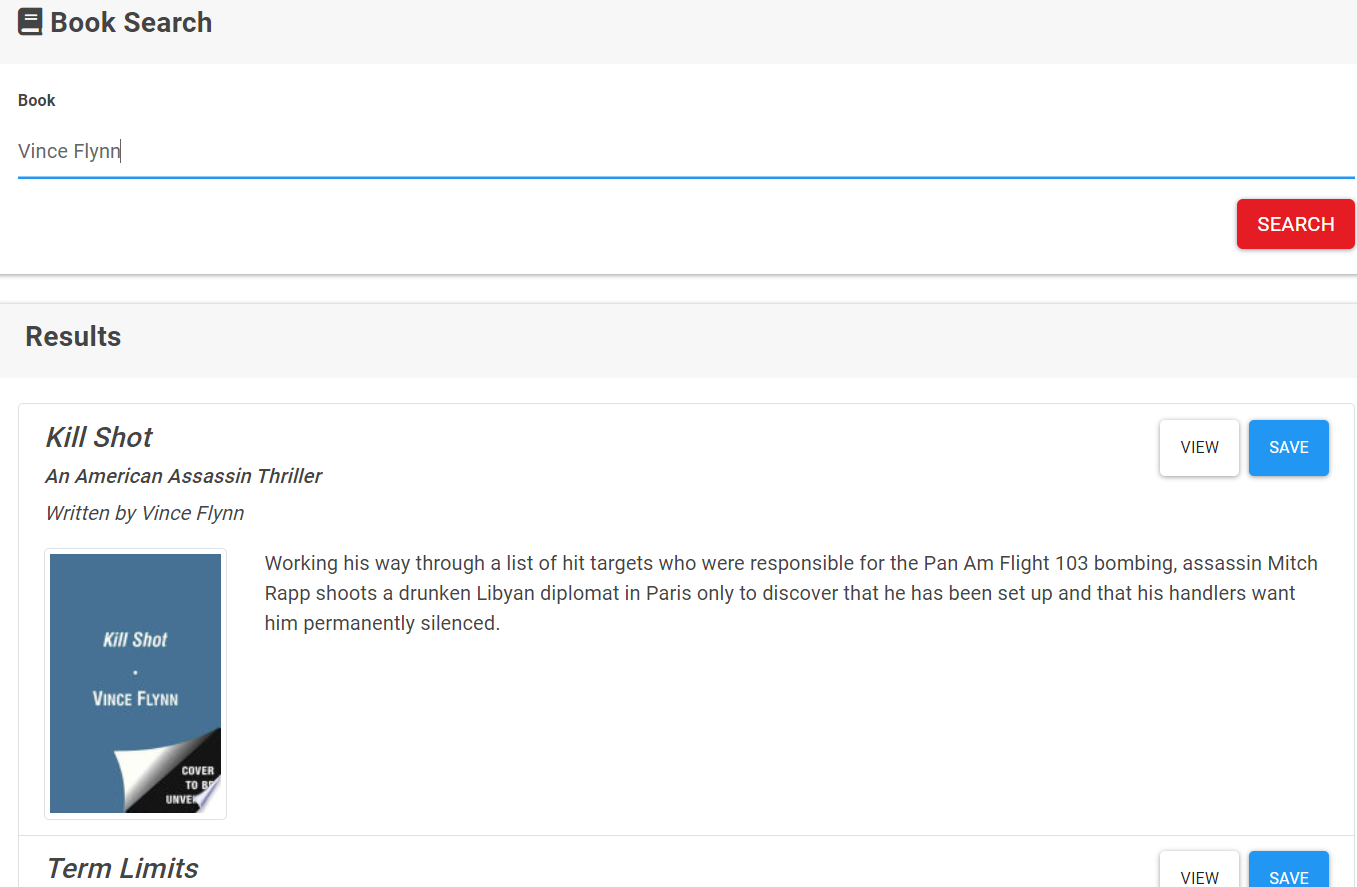 Book Search
Book
Vince Flynn
SEARCH
Results
Kill Shot
VIEW
SAVE
An American Assassin Thriller
Written by Vince Flynn
Working his way through a list of hit targets who were responsible for the Pan Am Flight 103 bombing, assassin Mitch
Rapp shoots a drunken Libyan diplomat in Paris only to discover that he has been set up and that his handlers want
him permanently silenced.
Kill Shot
VINCE FLYNN
COVER
TO BE
Term Limits
VIEW
SAVE